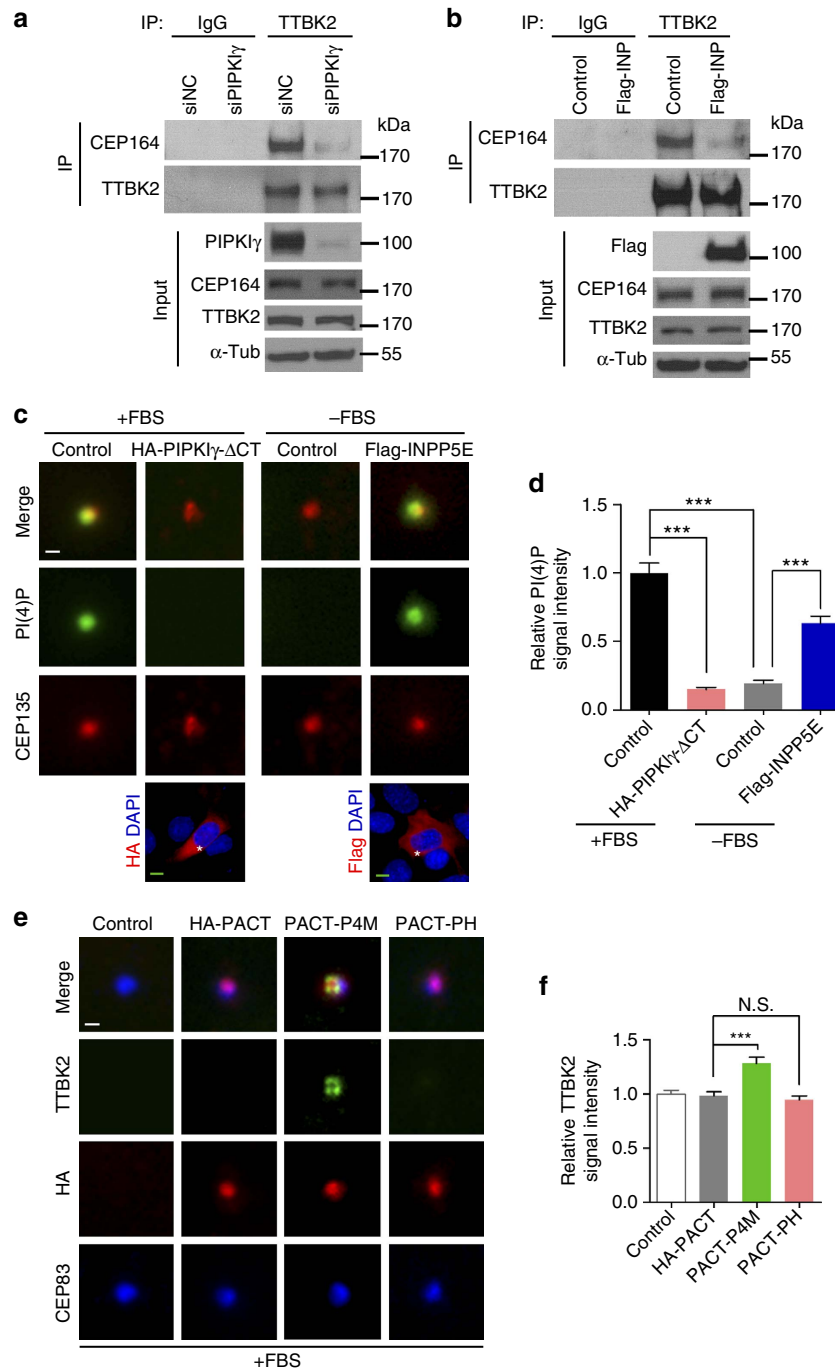 a
IP: IgG TTBK2
siNC siPIPKIγ siNC siPIPKIγ
kDa
IP
CEP164 170
TTBK2 170
Input
PIPKIγ 100
CEP164 170
TTBK2 170
α-Tub 55
b
IP: IgG TTBK2
Control Flag-INP Control Flag-INP
kDa
IP
CEP164 170
TTBK2 170
Input
Flag 100
CEP164 170
TTBK2 170
α-Tub 55
c
+FBS –FBS
Control HA-PIPKIγ-ΔCT Control Flag-INPP5E
Merge
PI(4)P
CEP135
HA DAPI
*
Flag DAPI
*
d
Relative PI(4)P
signal intensity
1.5
1.0
0.5
0.0
***
***
***
Control
HA-PIPKIγ-ΔCT
Control
Flag-INPP5E
+FBS –FBS
e
Control HA-PACT PACT-P4M PACT-PH
Merge
TTBK2
HA
CEP83
+FBS
f
Relative TTBK2
signal intensity
1.5
1.0
0.5
0.0
N.S.
***
Control
HA-PACT
PACT-P4M
PACT-PH